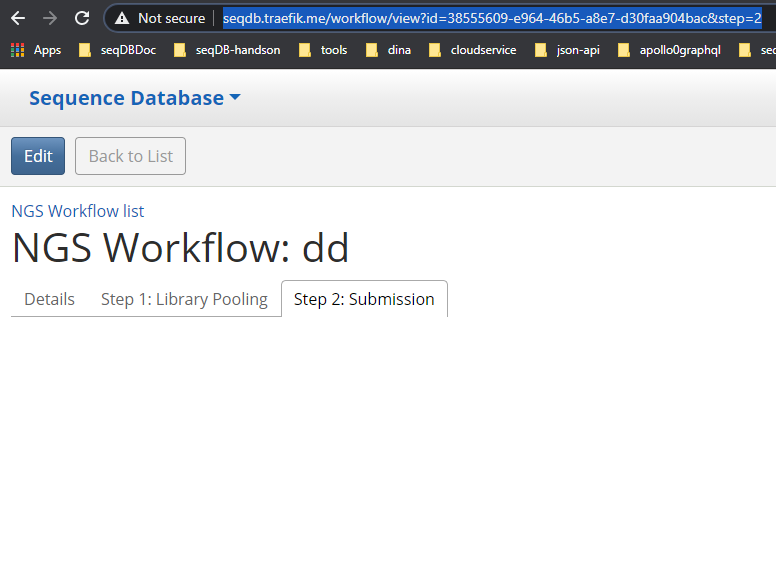 Not secure
seqdb.traefik.me/workflow/view?id=38555609-e964-46b5-a8e7-d30faa904bac&step=2
Apps seqDBDoc seqDB-handson tools dina cloudservice json-api apollo0graphql seq
Sequence Database
Edit Back to List
NGS Workflow list
NGS Workflow: dd
Details Step 1: Library Pooling Step 2: Submission